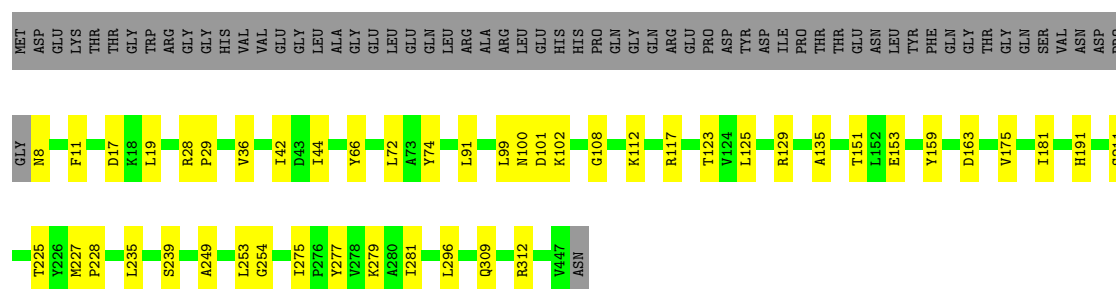 MET ASP GLU LYS THR THR GLY TRP ARG GLY GLY HIS VAL VAL GLU GLY LEU ALA GLY GLU LEU GLU GLN LEU ARG ALA ARG LEU GLU HIS HIS PRO GLN GLY GLN ARG GLU PRO ASP TYR ASP ILE PRO THR THR GLU ASN LEU TYR PHE GLN GLY THR GLY GLN SER VAL ASN ASP
GLY N8 F11 D17 K18 L19 R28 P29 V36 I42 D43 I44 Y66 L72 A73 Y74 L91 L99 N100 D101 K102 G108 K112 R117 T123 V124 L125 R129 A135 T151 L152 E153 Y159 D163 V175 I181 H191
T225 Y226 M227 P228 L235 S239 A249 L253 G254 I275 P276 Y277 V278 K279 A280 I281 L296 Q309 R312 V447 ASN